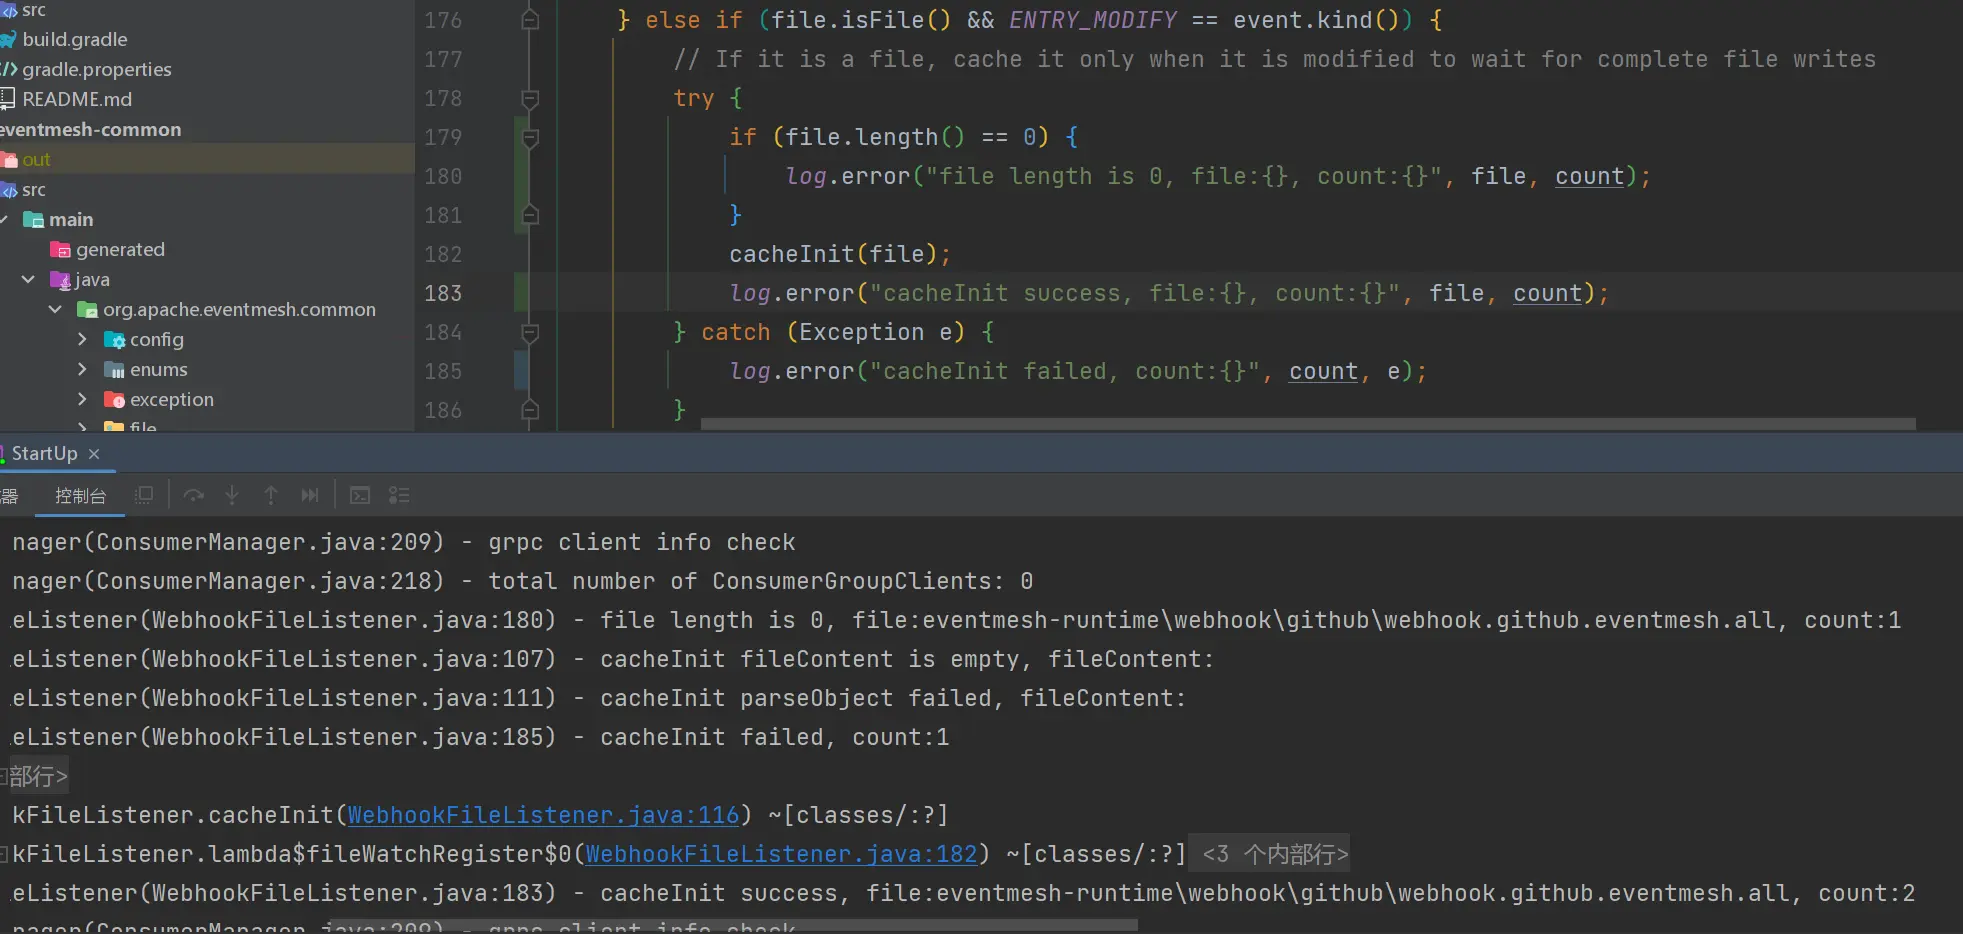 src
build.gradle
gradle.properties
README.md
eventmesh-common
out
src
main
generated
java
org.apache.eventmesh.common
config
enums
exception
file
176 } else if (file.isFile() && ENTRY_MODIFY == event.kind()) {
177 // If it is a file, cache it only when it is modified to wait for complete file writes
178 try {
179 if (file.length() == 0) {
180 log.error("file length is 0, file:{}, count:{}", file, count);
181 }
182 cacheInit(file);
183 log.error("cacheInit success, file:{}, count:{}", file, count);
184 } catch (Exception e) {
185 log.error("cacheInit failed, count:{}", count, e);
186 }
StartUp ×
器 控制台
nager(ConsumerManager.java:209) - grpc client info check
nager(ConsumerManager.java:218) - total number of ConsumerGroupClients: 0
eListener(WebhookFileListener.java:180) - file length is 0, file:eventmesh-runtime\webhook\github\webhook.github.eventmesh.all, count:1
eListener(WebhookFileListener.java:107) - cacheInit fileContent is empty, fileContent:
eListener(WebhookFileListener.java:111) - cacheInit parseObject failed, fileContent:
eListener(WebhookFileListener.java:185) - cacheInit failed, count:1
部行>
kFileListener.cacheInit(WebhookFileListener.java:116) ~[classes/:?]
kFileListener.lambda$fileWatchRegister$0(WebhookFileListener.java:182) ~[classes/:?] <3 个内部行>
eListener(WebhookFileListener.java:183) - cacheInit success, file:eventmesh-runtime\webhook\github\webhook.github.eventmesh.all, count:2
nager(ConsumerManager.java:209) - grpc client info check